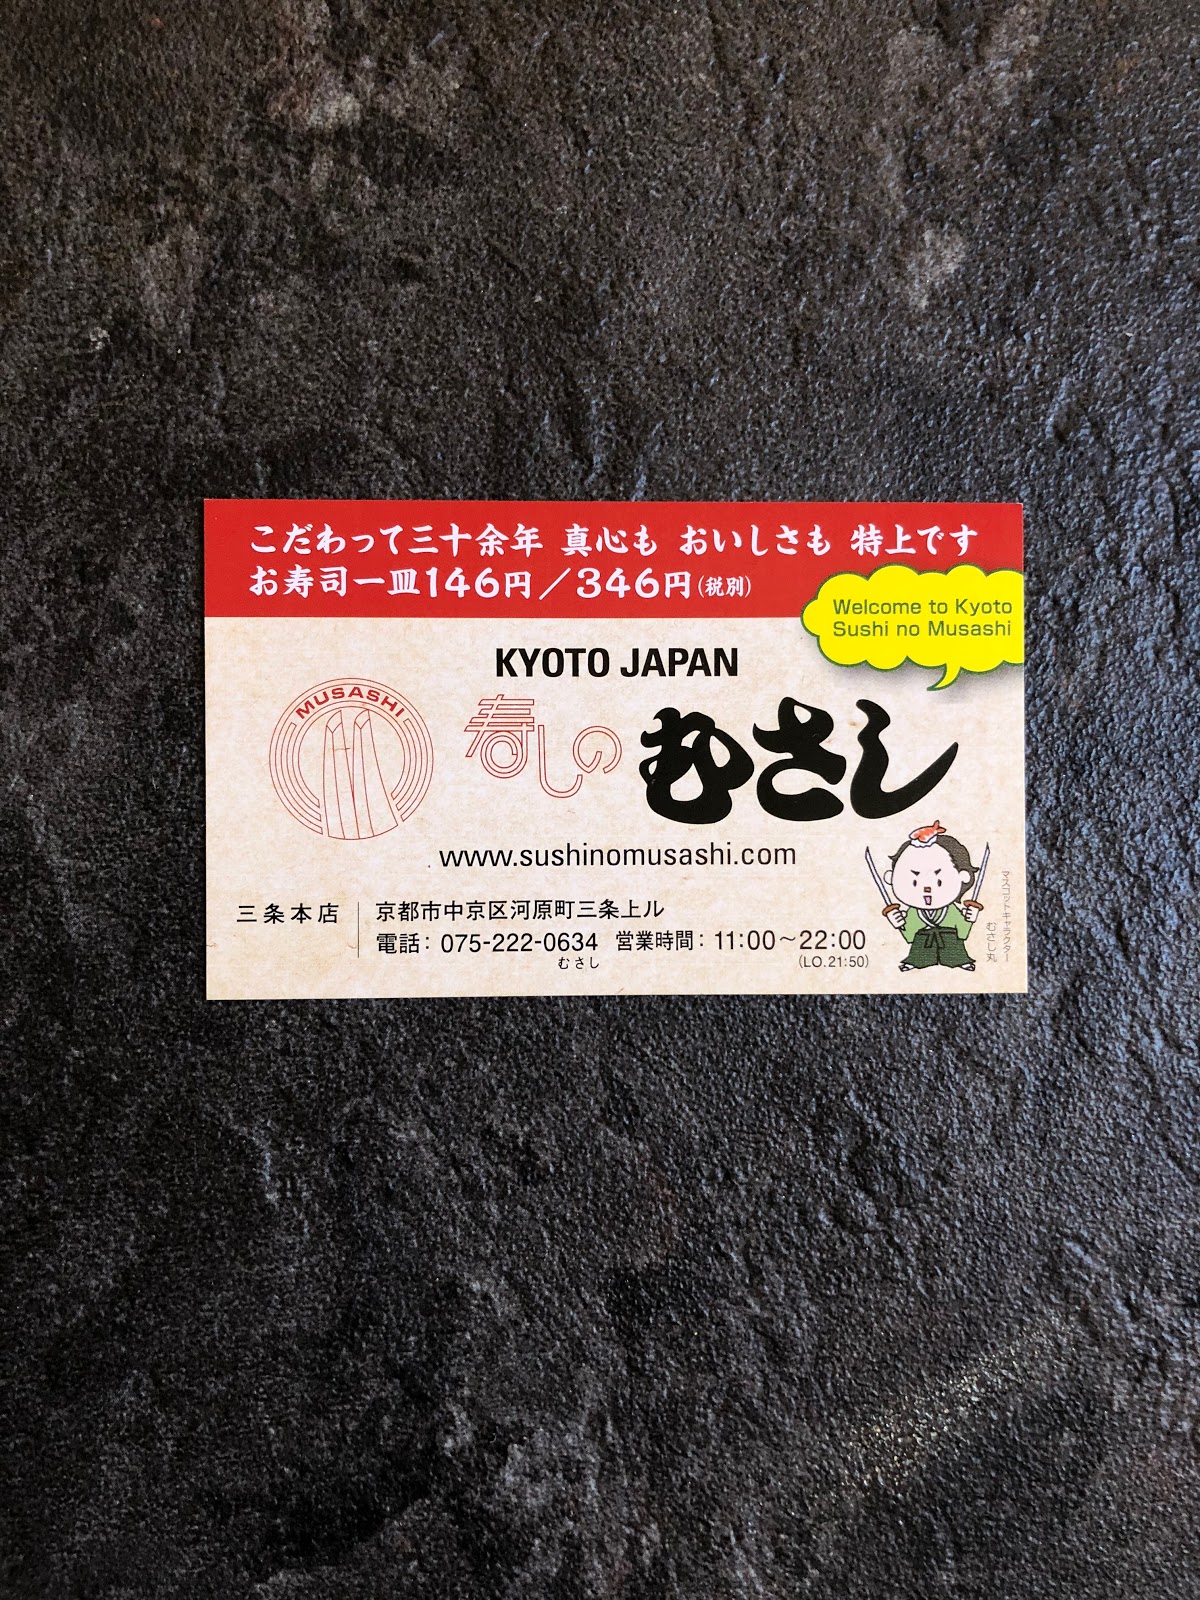 こだわって三十余年 真心も おいしさも 特上です
お寿司一皿146円／346円(税別)
Welcome to Kyoto
Sushi no Musashi
KYOTO JAPAN
MUSASHI
寿しの むさし
www.sushinomusashi.com
三条本店
京都市中京区河原町三条上ル
電話：075-222-0634 営業時間：11:00～22:00
むさし
(LO.21:50)
マスコットキャラクター
むさし丸